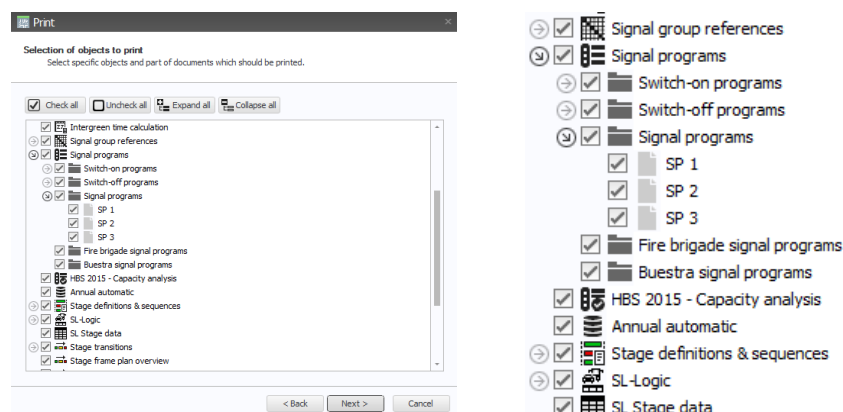 Print
Selection of objects to print
Select specific objects and part of documents which should be printed.
Check all Uncheck all Expand all Collapse all
Intergreen time calculation
Signal group references
Signal programs
Switch-on programs
Switch-off programs
Signal programs
SP 1
SP 2
SP 3
Fire brigade signal programs
Buestra signal programs
HBS 2015 - Capacity analysis
Annual automatic
Stage definitions & sequences
SL-Logic
SL Stage data
Stage transitions
Stage frame plan overview
< Back Next > Cancel
Signal group references
Signal programs
Switch-on programs
Switch-off programs
Signal programs
SP 1
SP 2
SP 3
Fire brigade signal programs
Buestra signal programs
HBS 2015 - Capacity analysis
Annual automatic
Stage definitions & sequences
SL-Logic
SL Stage data